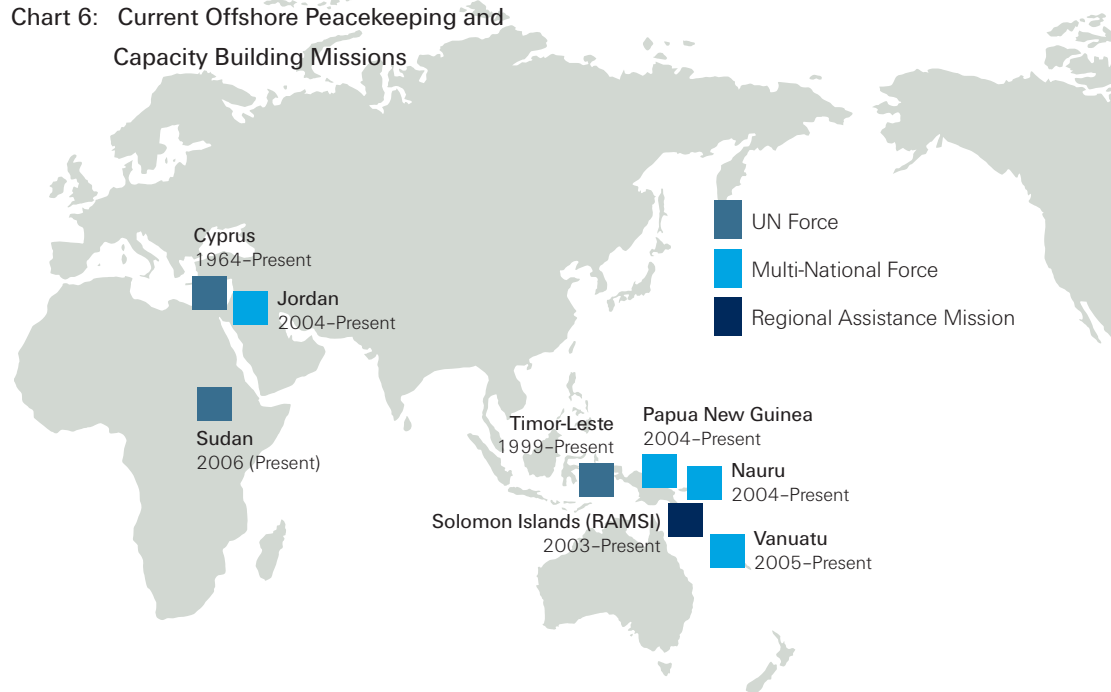 Chart 6: Current Offshore Peacekeeping and
Capacity Building Missions
UN Force
Multi-National Force
Regional Assistance Mission
Cyprus
1964–Present
Jordan
2004–Present
Sudan
2006 (Present)
Timor-Leste
1999–Present
Papua New Guinea
2004–Present
Nauru
2004–Present
Solomon Islands (RAMSI)
2003–Present
Vanuatu
2005–Present